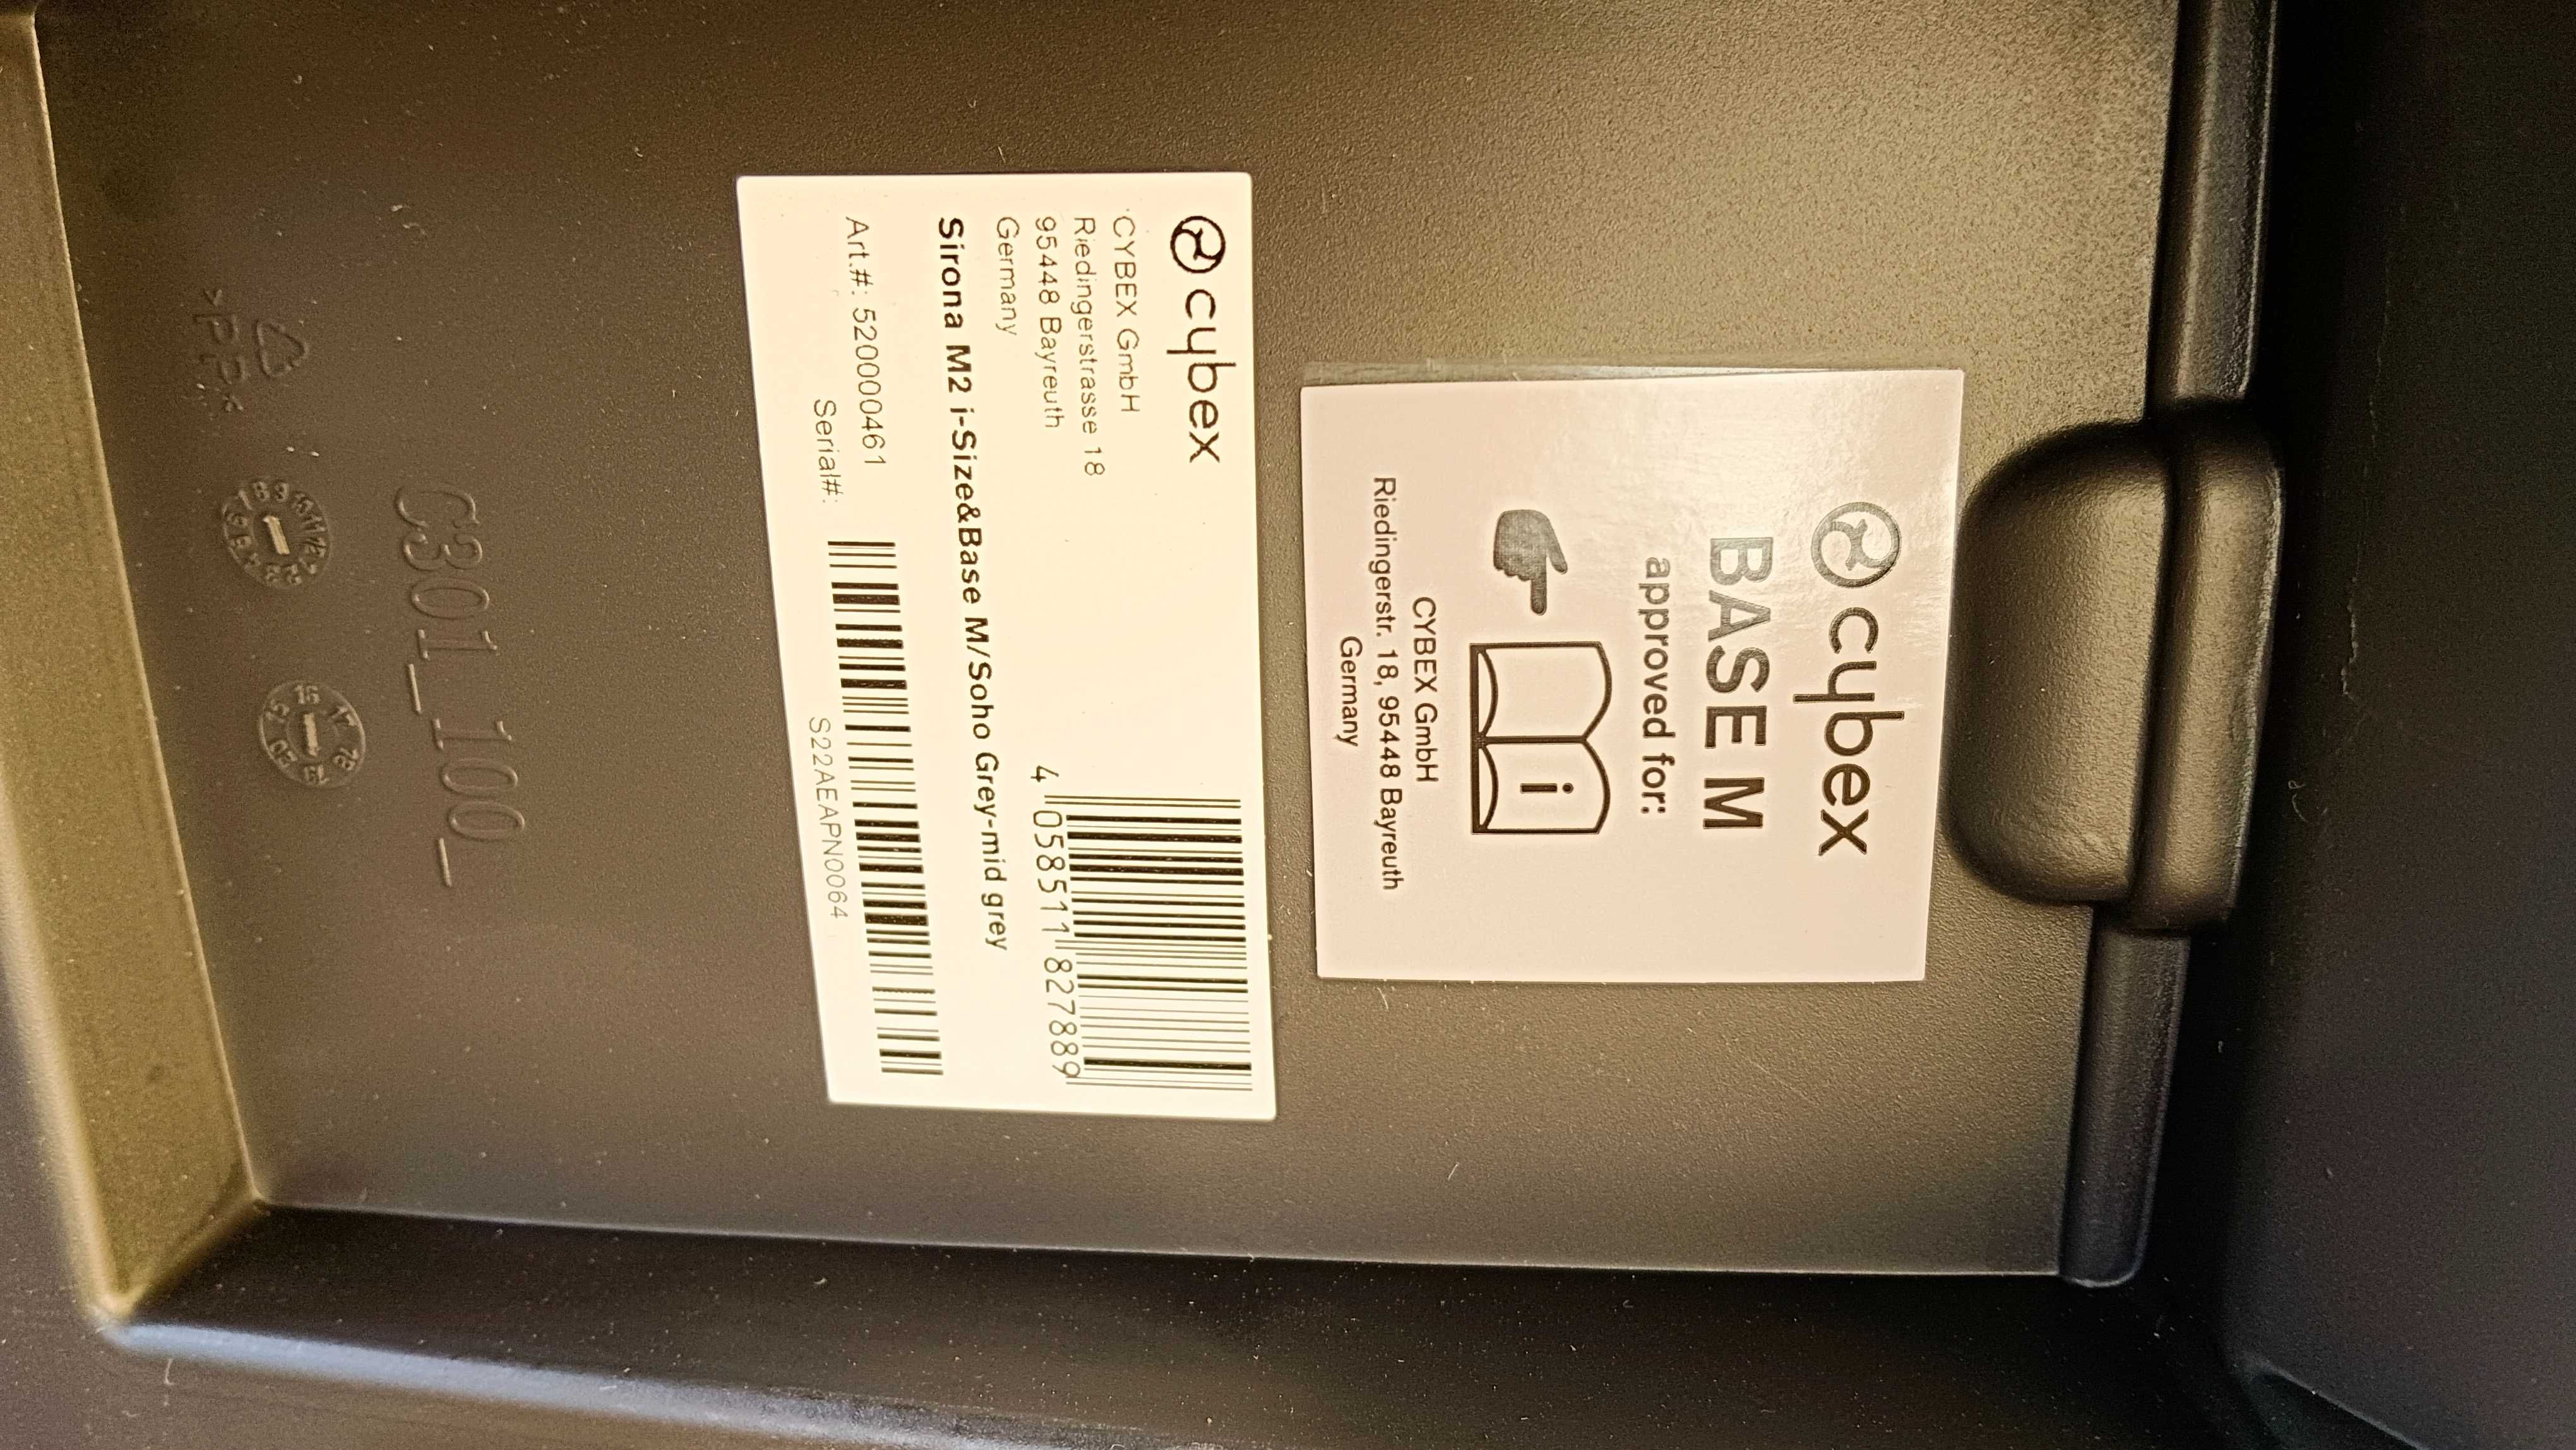 cybex
BASE M
approved for:
i
CYBEX GmbH
Riedingerstr. 18, 95448 Bayreuth
Germany
cybex
CYBEX GmbH
Riedingerstrasse 18
95448 Bayreuth
Germany
4 058511 827889
Sirona M2 i-Size&Base M/Soho Grey-mid grey
Art.#: 520000461
Serial#:
S22AEAPN0064
C301_100_
>PP<